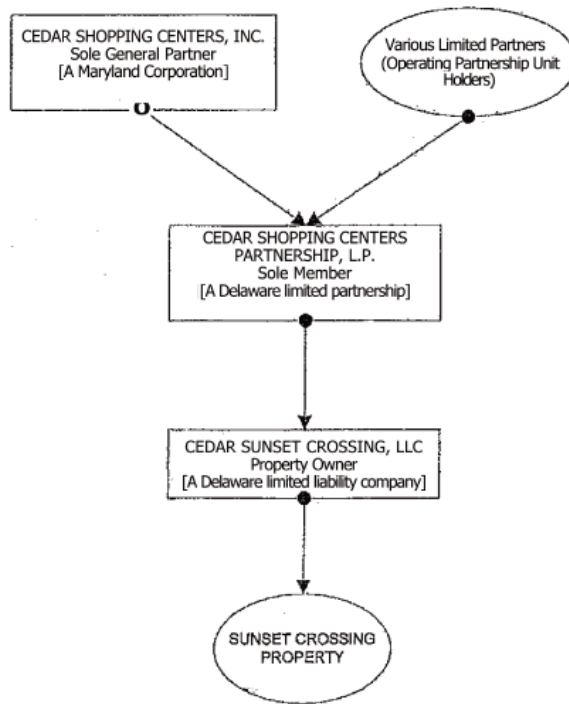 CEDAR SHOPPING CENTERS, INC.
Sole General Partner
[A Maryland Corporation]
Various Limited Partners
(Operating Partnership Unit
Holders)
CEDAR SHOPPING CENTERS
PARTNERSHIP, L.P.
Sole Member
[A Delaware limited partnership]
CEDAR SUNSET CROSSING, LLC
Property Owner
[A Delaware limited liability company]
SUNSET CROSSING
PROPERTY